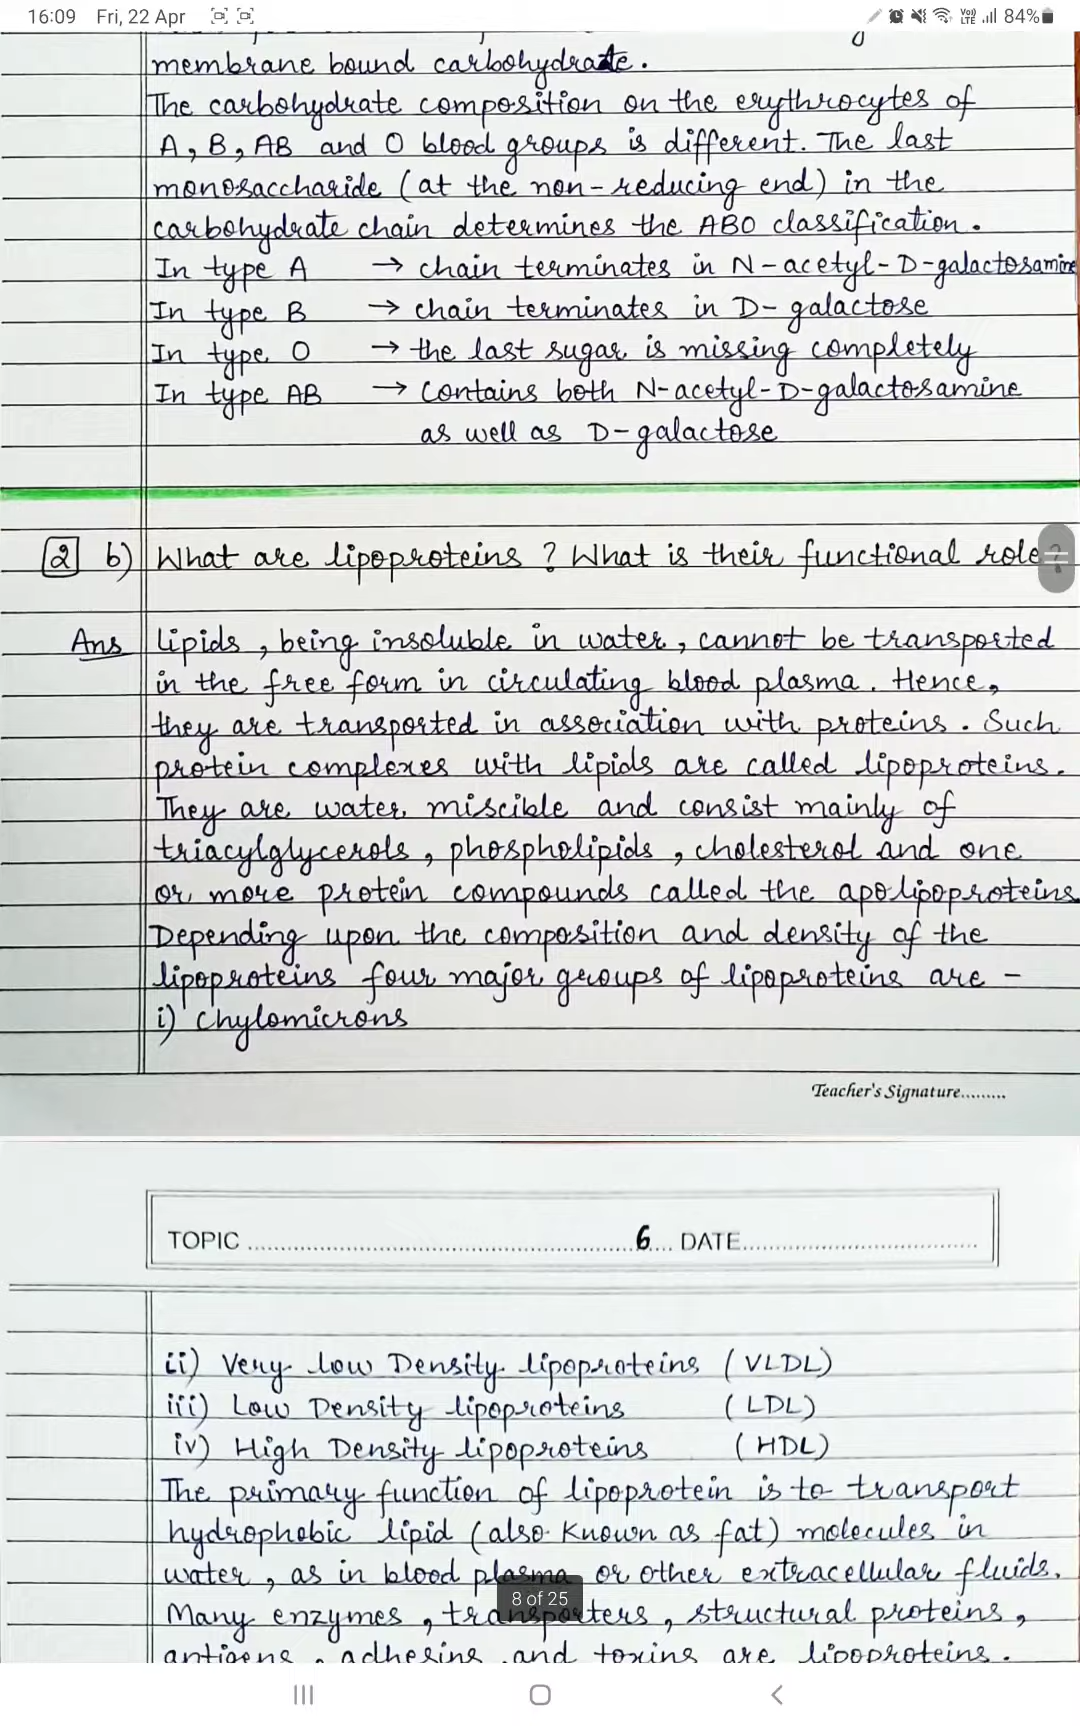 16:09 Fri, 22 Apr 84%
membrane bound carbohydrate.
The carbohydrate composition on the erythrocytes of
A, B, AB and O blood groups is different. The last
monosaccharide (at the non-reducing end) in the
carbohydrate chain determines the ABO classification.
In type A → chain terminates in N-acetyl-D-galactosamine
In type B → chain terminates in D-galactose
In type O → the last sugar is missing completely
In type AB → contains both N-acetyl-D-galactosamine
as well as D-galactose
2 b) What are lipoproteins? What is their functional role?
Ans Lipids, being insoluble in water, cannot be transported
in the free form in circulating blood plasma. Hence,
they are transported in association with proteins. Such
protein complexes with lipids are called lipoproteins.
They are water miscible and consist mainly of
triacylglycerols, phospholipids, cholesterol and one
or more protein compounds called the apolipoproteins
Depending upon the composition and density of the
lipoproteins four major groups of lipoproteins are -
i) Chylomicrons
Teacher's Signature.........
TOPIC 6 DATE
ii) Very Low Density Lipoproteins (VLDL)
iii) Low Density Lipoproteins (LDL)
iv) High Density Lipoproteins (HDL)
The primary function of lipoprotein is to transport
hydrophobic lipid (also known as fat) molecules in
water, as in blood plasma or other extracellular fluids.
8 of 25
Many enzymes, transporters, structural proteins,
antigens, adhesins and toxins are lipoproteins.